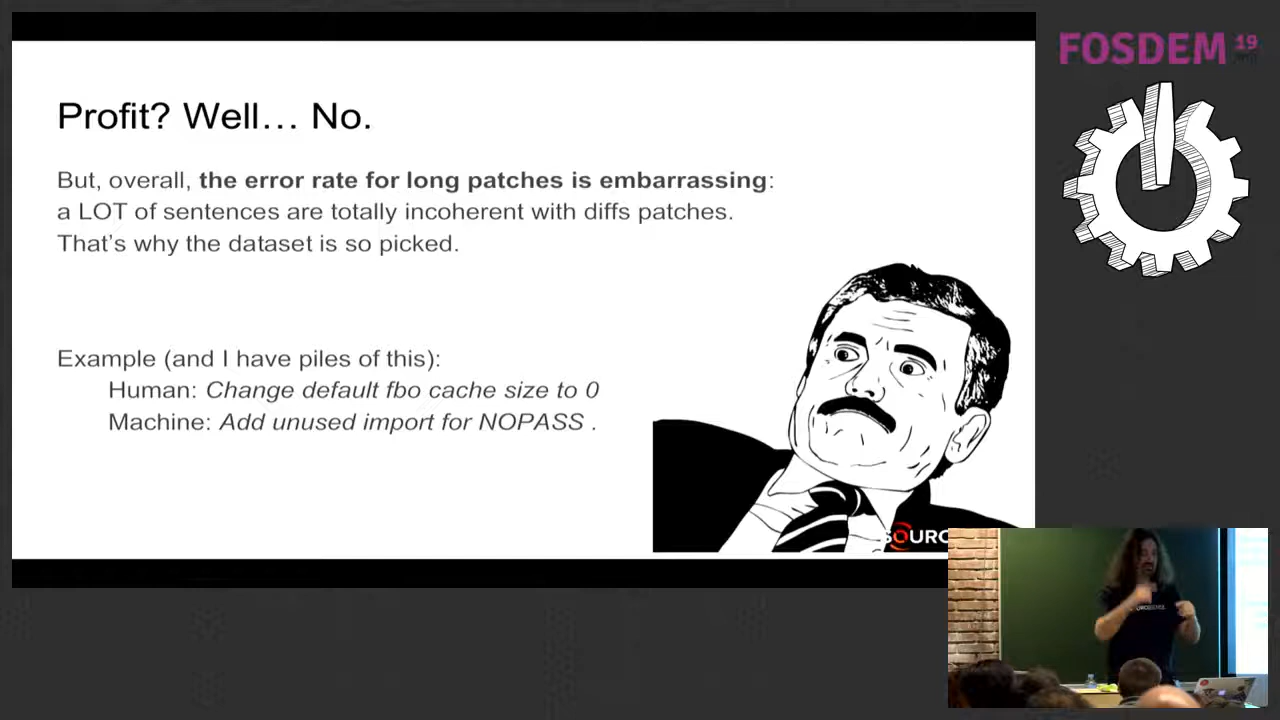 FOSDEM 19
.org
Profit? Well… No.
But, overall, the error rate for long patches is embarrassing:
a LOT of sentences are totally incoherent with diffs patches.
That’s why the dataset is so picked.
Example (and I have piles of this):
Human: Change default fbo cache size to 0
Machine: Add unused import for NOPASS .
SOURC